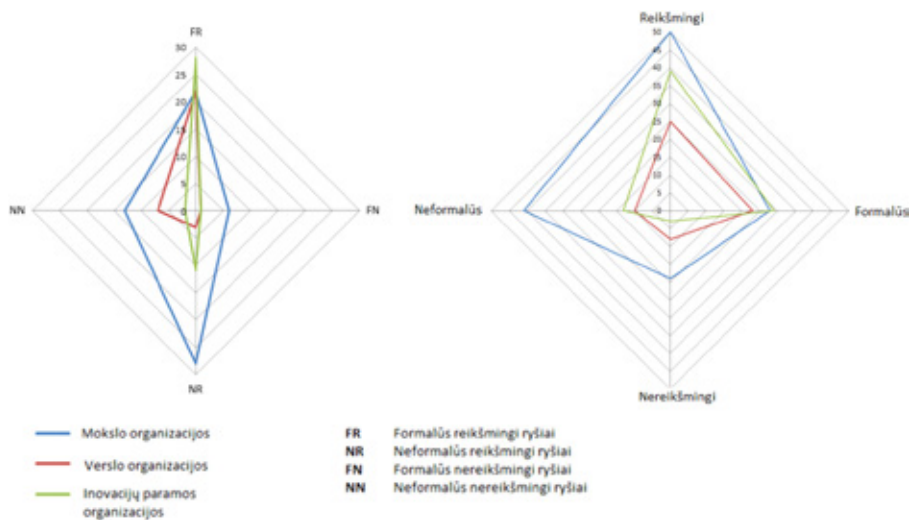 FR
30
25
20
15
10
5
0
NN
FN
NR
Reikšmingi
50
45
40
35
30
25
20
15
10
5
0
Neformalūs
Formalūs
Nereikšmingi
Mokslo organizacijos
Verslo organizacijos
Inovacijų paramos
organizacijos
FR Formalūs reikšmingi ryšiai
NR Neformalūs reikšmingi ryšiai
FN Formalūs nereikšmingi ryšiai
NN Neformalūs nereikšmingi ryšiai